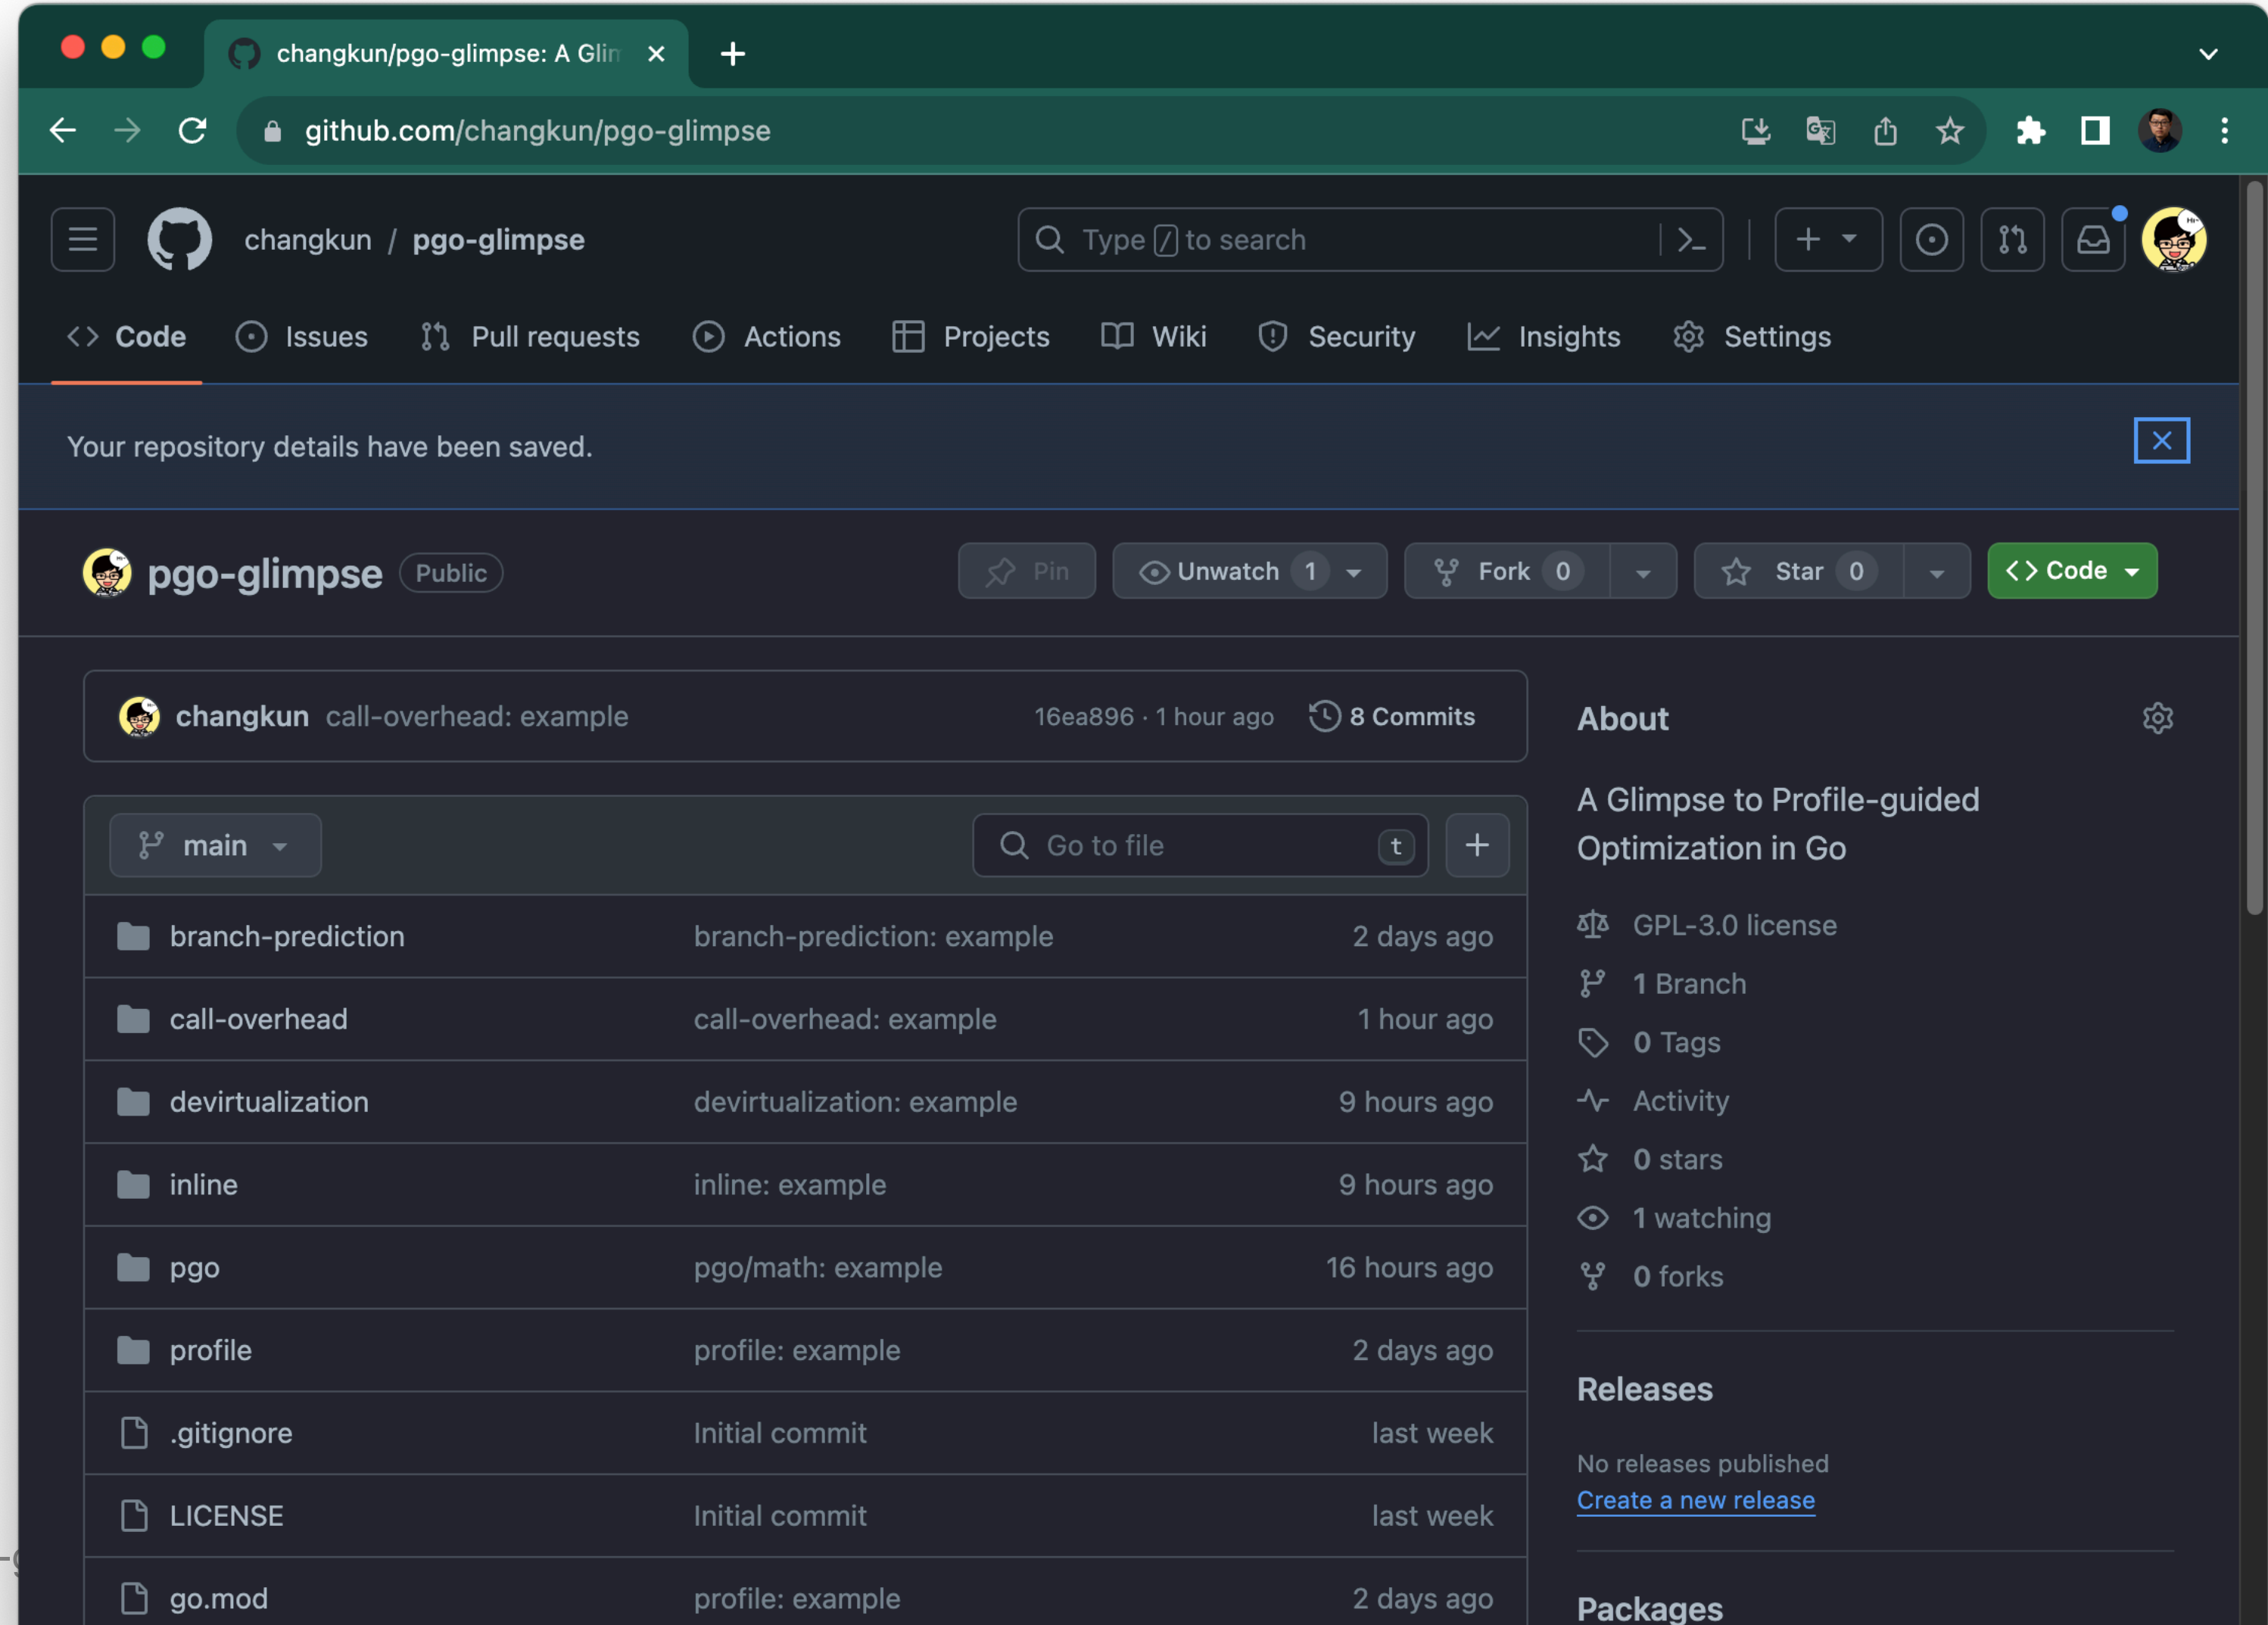 changkun/pgo-glimpse: A Glim
github.com/changkun/pgo-glimpse
changkun / pgo-glimpse
Type / to search
Code Issues Pull requests Actions Projects Wiki Security Insights Settings
Your repository details have been saved.
pgo-glimpse Public
Pin Unwatch 1 Fork 0 Star 0 Code
changkun call-overhead: example 16ea896 · 1 hour ago 8 Commits
main Go to file t
branch-prediction branch-prediction: example 2 days ago
call-overhead call-overhead: example 1 hour ago
devirtualization devirtualization: example 9 hours ago
inline inline: example 9 hours ago
pgo pgo/math: example 16 hours ago
profile profile: example 2 days ago
.gitignore Initial commit last week
LICENSE Initial commit last week
go.mod profile: example 2 days ago
About
A Glimpse to Profile-guided
Optimization in Go
GPL-3.0 license
1 Branch
0 Tags
Activity
0 stars
1 watching
0 forks
Releases
No releases published
Create a new release
Packages